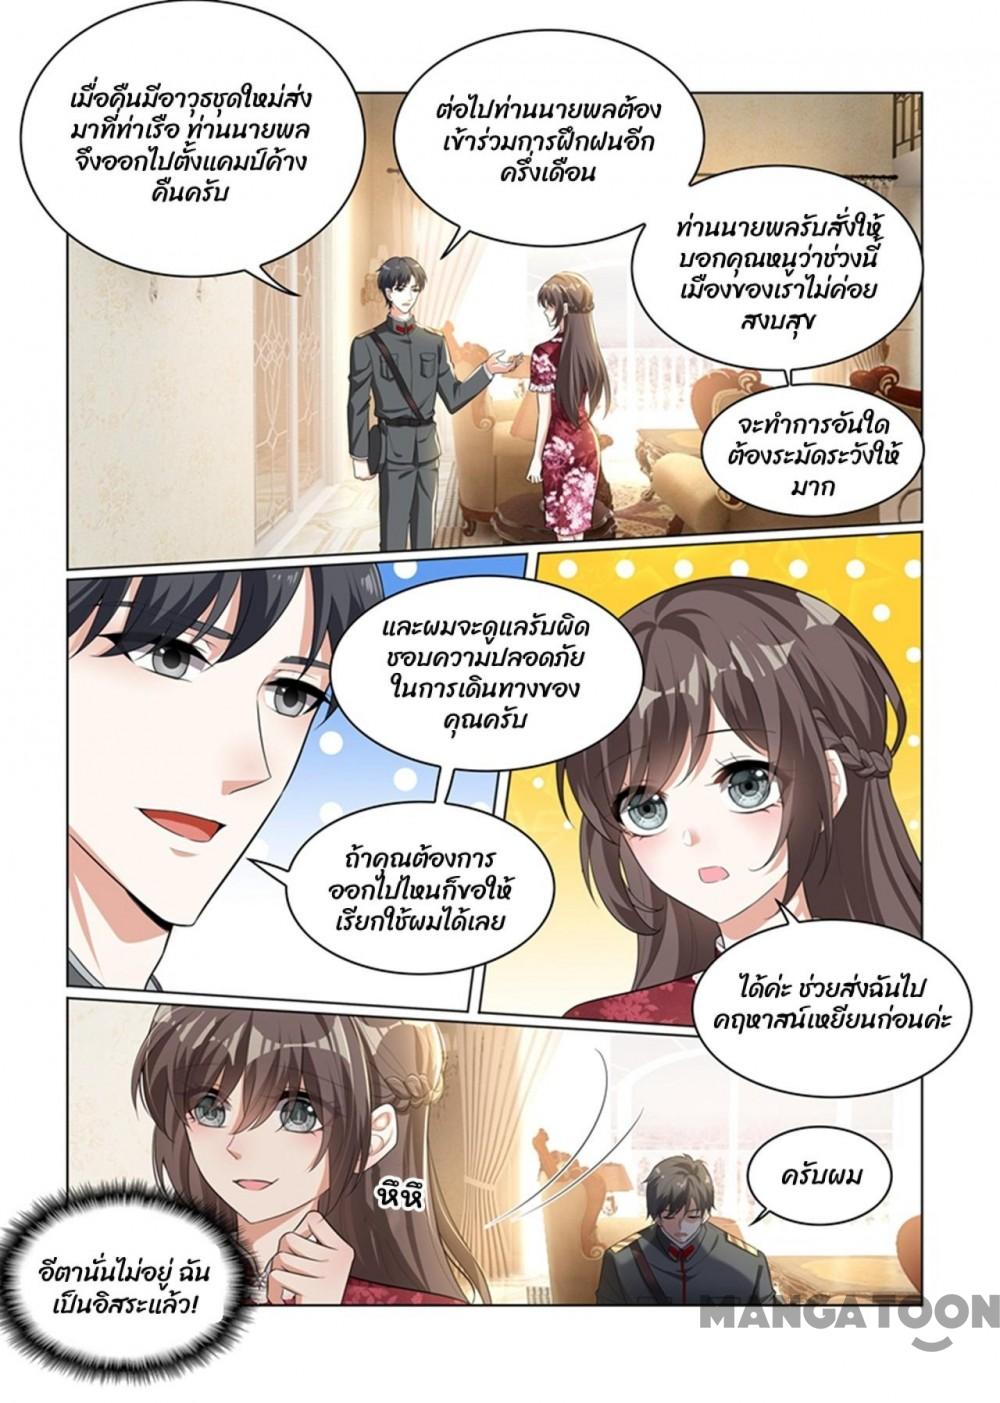 เมื่อคืนมีอาวุธชุดใหม่ส่ง
มาที่ท่าเรือ ท่านนายพล
จึงออกไปตั้งแคมป์ค้าง
คืนครับ
ต่อไปท่านนายพลต้อง
เข้าร่วมการฝึกฝนอีก
ครึ่งเดือน
ท่านนายพลรับสั่งให้
บอกคุณหนูว่าช่วงนี้
เมืองของเราไม่ค่อย
สงบสุข
จะทำการอันใด
ต้องระมัดระวังให้
มาก
และผมจะดูแลรับผิด
ชอบความปลอดภัย
ในการเดินทางของ
คุณครับ
ถ้าคุณต้องการ
ออกไปไหนก็ขอให้
เรียกใช้ผมได้เลย
ได้ค่ะ ช่วยส่งฉันไป
คฤหาสน์เหยียนก่อนค่ะ
หึหึ
ครับผม
อีตานั่นไม่อยู่ ฉัน
เป็นอิสระแล้ว!
MANGATOON